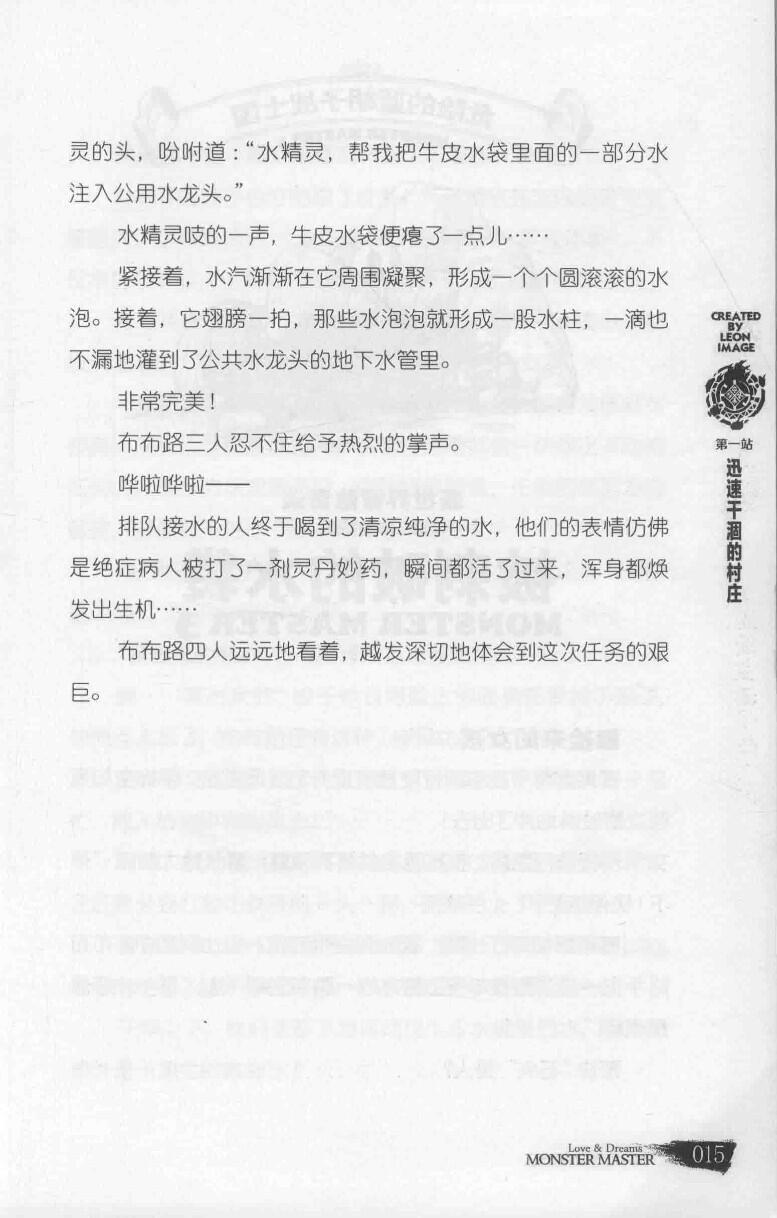 灵的头，吩咐道：“水精灵，帮我把牛皮水袋里面的一部分水
注入公用水龙头。”
水精灵吱的一声，牛皮水袋便瘪了一点儿……
紧接着，水汽渐渐在它周围凝聚，形成一个个圆滚滚的水
泡。接着，它翅膀一拍，那些水泡泡就形成一股水柱，一滴也
不漏地灌到了公共水龙头的地下水管里。
非常完美！
布布路三人忍不住给予热烈的掌声。
哗啦哗啦——
排队接水的人终于喝到了清凉纯净的水，他们的表情仿佛
是绝症病人被打了一剂灵丹妙药，瞬间都活了过来，浑身都焕
发出生机……
布布路四人远远地看着，越发深切地体会到这次任务的艰
巨。
CREATED
BY
LEON
IMAGE
第一站
迅速干涸的村庄
Love & Dreams
MONSTER MASTER
015